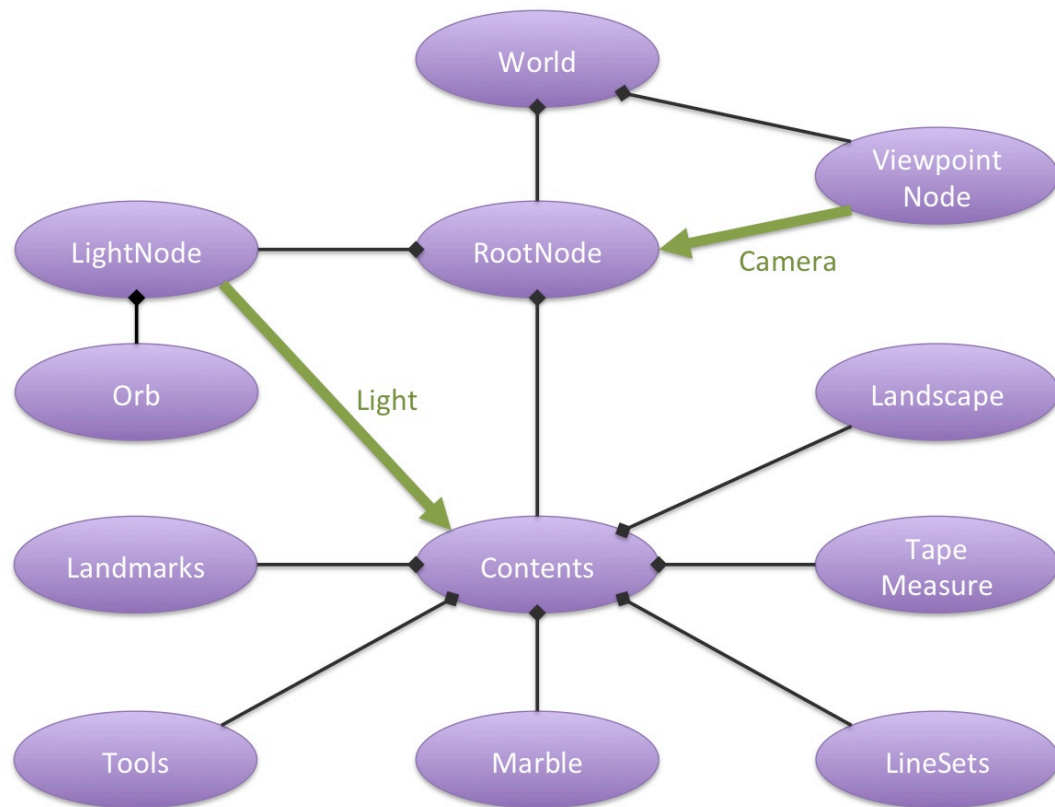 World
Viewpoint
Node
LightNode
RootNode
Camera
Orb
Light
Landscape
Landmarks
Contents
Tape
Measure
Tools
Marble
LineSets